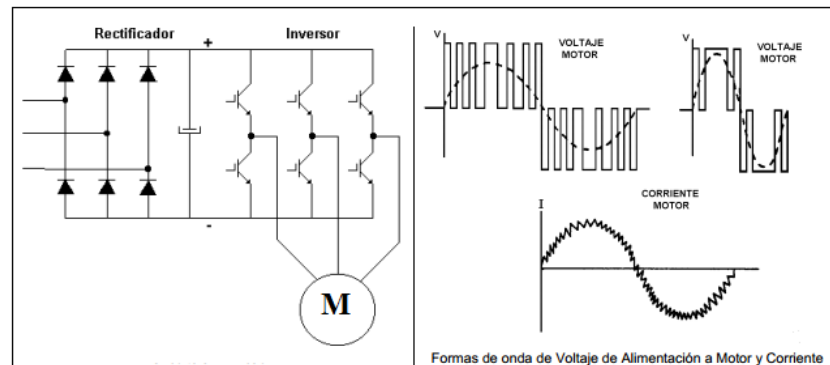 Rectificador
+
Inversor
-
M
V
VOLTAJE
MOTOR
V
VOLTAJE
MOTOR
CORRIENTE
MOTOR
I
Formas de onda de Voltaje de Alimentación a Motor y Corriente